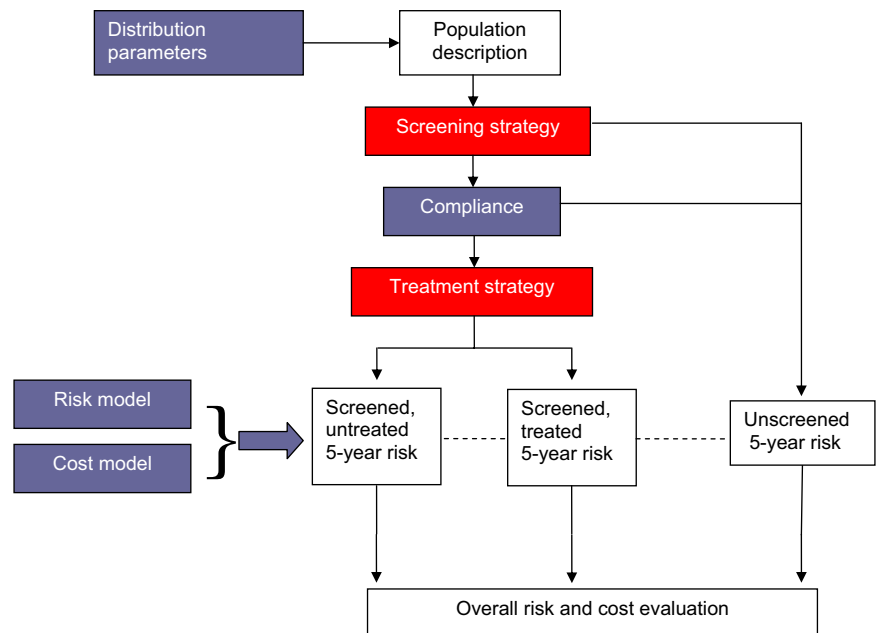 Distribution
parameters
Population
description
Screening strategy
Compliance
Treatment strategy
Risk model
Cost model
Screened,
untreated
5-year risk
Screened,
treated
5-year risk
Unscreened
5-year risk
Overall risk and cost evaluation